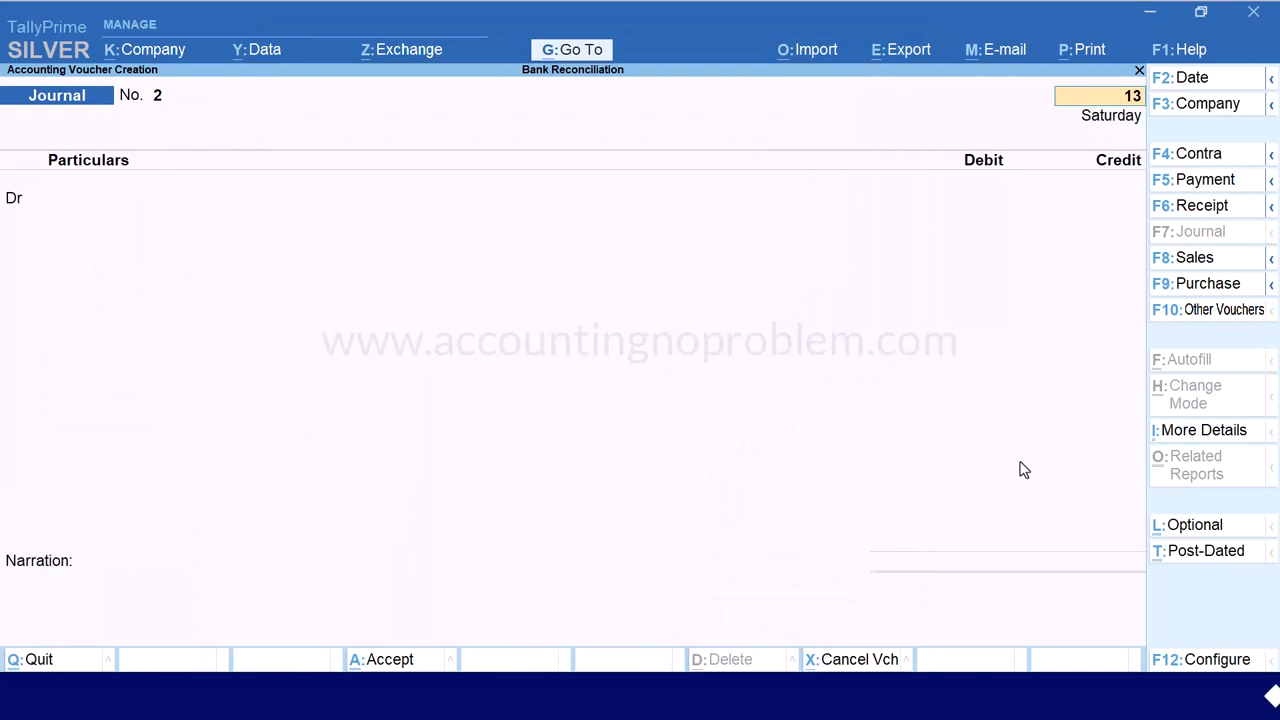 TallyPrime
MANAGE
SILVER
K:Company
Y:Data
Z:Exchange
G:Go To
O:Import
E:Export
M:E-mail
P:Print
F1:Help
Accounting Voucher Creation
Bank Reconciliation
Journal No. 2
13
Saturday
Particulars Debit Credit
Dr
www.accountingnoproblem.com
Narration:
F2:Date
F3:Company
F4:Contra
F5:Payment
F6:Receipt
F7:Journal
F8:Sales
F9:Purchase
F10:Other Vouchers
F:Autofill
H:Change
Mode
I:More Details
O:Related
Reports
L:Optional
T:Post-Dated
Q:Quit
A:Accept
D:Delete
X:Cancel Vch
F12:Configure